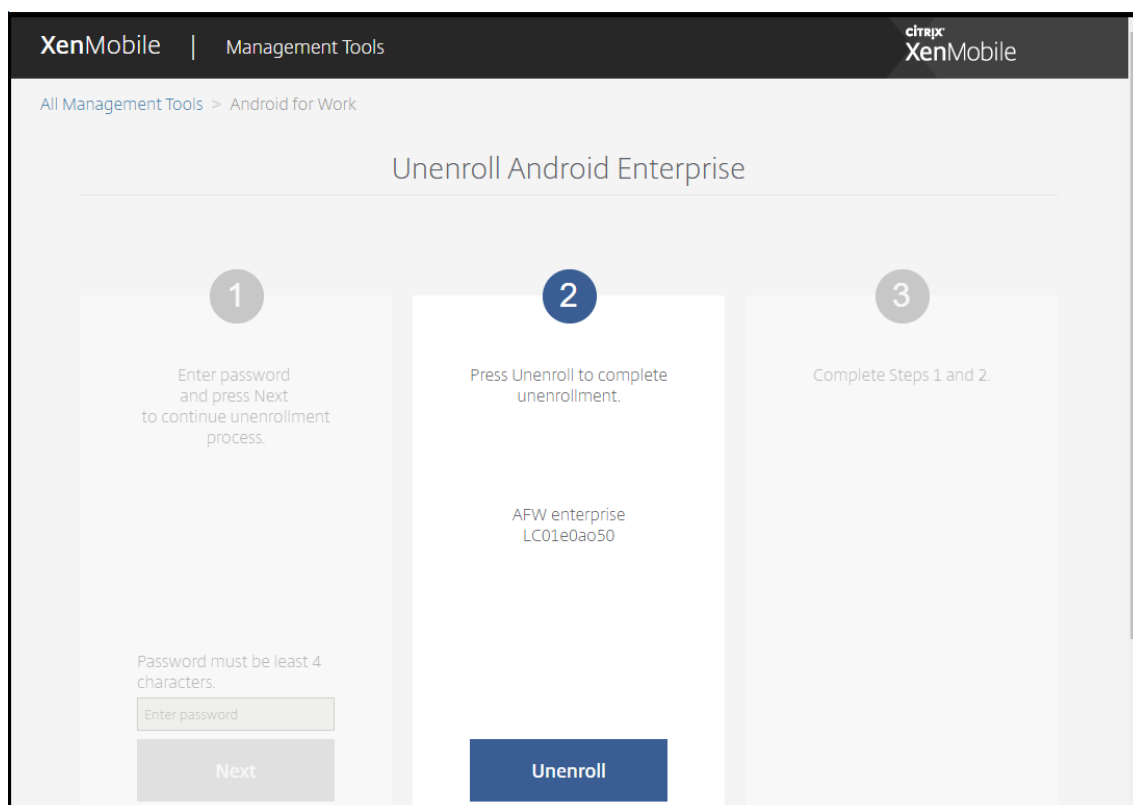 XenMobile | Management Tools
CİTRIX
XenMobile
All Management Tools > Android for Work
Unenroll Android Enterprise
1
Enter password
and press Next
to continue unenrollment
process.
Password must be least 4
characters.
Enter password
Next
2
Press Unenroll to complete
unenrollment.
AFW enterprise
LC01e0ao50
Unenroll
3
Complete Steps 1 and 2.